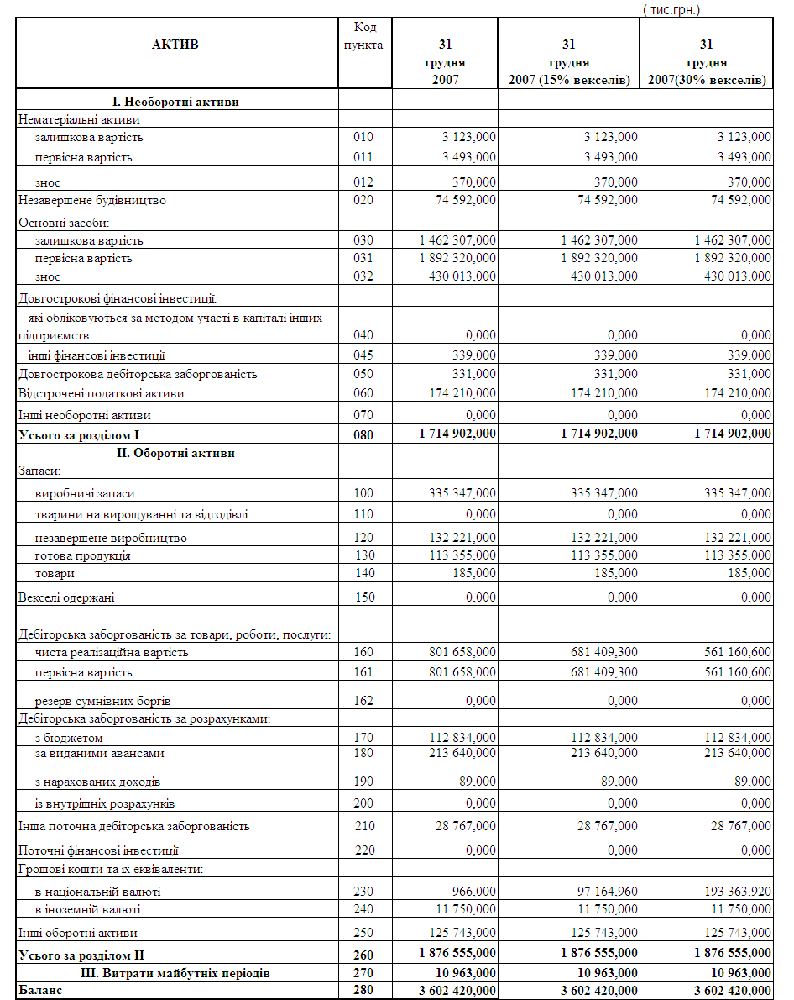 ( тис.грн.)
АКТИВ Код пункта 31 грудня 2007 31 грудня 2007 (15% векселів) 31 грудня 2007(30% векселів)
І. Необоротні активи
Нематеріальні активи
залишкова вартість 010 3 123,000 3 123,000 3 123,000
первісна вартість 011 3 493,000 3 493,000 3 493,000
знос 012 370,000 370,000 370,000
Незавершене будівництво 020 74 592,000 74 592,000 74 592,000
Основні засоби:
залишкова вартість 030 1 462 307,000 1 462 307,000 1 462 307,000
первісна вартість 031 1 892 320,000 1 892 320,000 1 892 320,000
знос 032 430 013,000 430 013,000 430 013,000
Довгострокові фінансові інвестиції:
які обліковуються за методом участі в капіталі інших
підприємств 040 0,000 0,000 0,000
інші фінансові інвестиції 045 339,000 339,000 339,000
Довгострокова дебіторська заборгованість 050 331,000 331,000 331,000
Відстрочені податкові активи 060 174 210,000 174 210,000 174 210,000
Інші необоротні активи 070 0,000 0,000 0,000
Усього за розділом І 080 1 714 902,000 1 714 902,000 1 714 902,000
ІІ. Оборотні активи
Запаси:
виробничі запаси 100 335 347,000 335 347,000 335 347,000
тварини на вирошуванні та відгодівлі 110 0,000 0,000 0,000
незавершене виробництво 120 132 221,000 132 221,000 132 221,000
готова продукція 130 113 355,000 113 355,000 113 355,000
товари 140 185,000 185,000 185,000
Векселі одержані 150 0,000 0,000 0,000
Дебіторська заборгованість за товари, роботи, послуги:
чиста реалізаційна вартість 160 801 658,000 681 409,300 561 160,600
первісна вартість 161 801 658,000 681 409,300 561 160,600
резерв сумнівних боргів 162 0,000 0,000 0,000
Дебіторська заборгованість за розрахунками:
з бюджетом 170 112 834,000 112 834,000 112 834,000
за виданими авансами 180 213 640,000 213 640,000 213 640,000
з нарахованих доходів 190 89,000 89,000 89,000
із внутрішніх розрахунків 200 0,000 0,000 0,000
Інша поточна дебіторська заборгованість 210 28 767,000 28 767,000 28 767,000
Поточні фінансові інвестиції 220 0,000 0,000 0,000
Грошові кошти та їх еквіваленти:
в національній валюті 230 966,000 97 164,960 193 363,920
в іноземній валюті 240 11 750,000 11 750,000 11 750,000
Інші оборотні активи 250 125 743,000 125 743,000 125 743,000
Усього за розділом ІІ 260 1 876 555,000 1 876 555,000 1 876 555,000
ІІІ. Витрати майбутніх періодів 270 10 963,000 10 963,000 10 963,000
Баланс 280 3 602 420,000 3 602 420,000 3 602 420,000